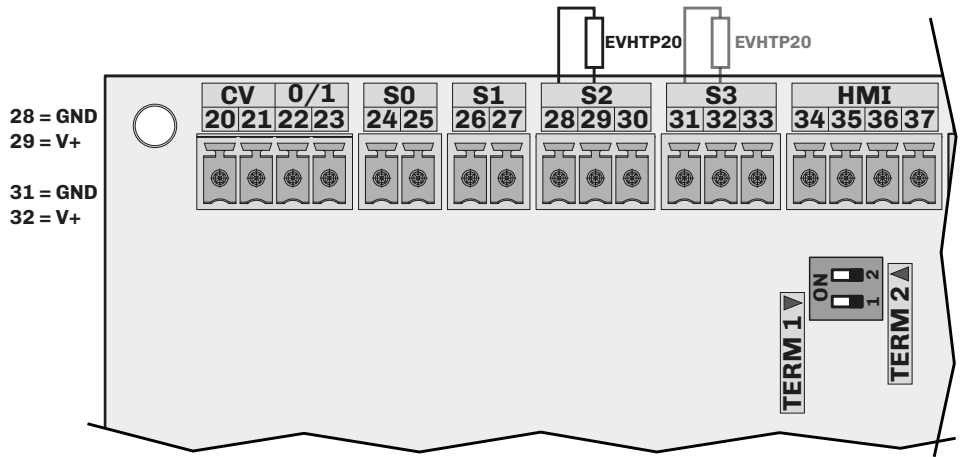 EVHTP20 EVHTP20
CV 0/1 S0 S1 S2 S3 HMI
20 21 22 23 24 25 26 27 28 29 30 31 32 33 34 35 36 37
28 = GND
29 = V+
31 = GND
32 = V+
ON
1 2
TERM 1
TERM 2